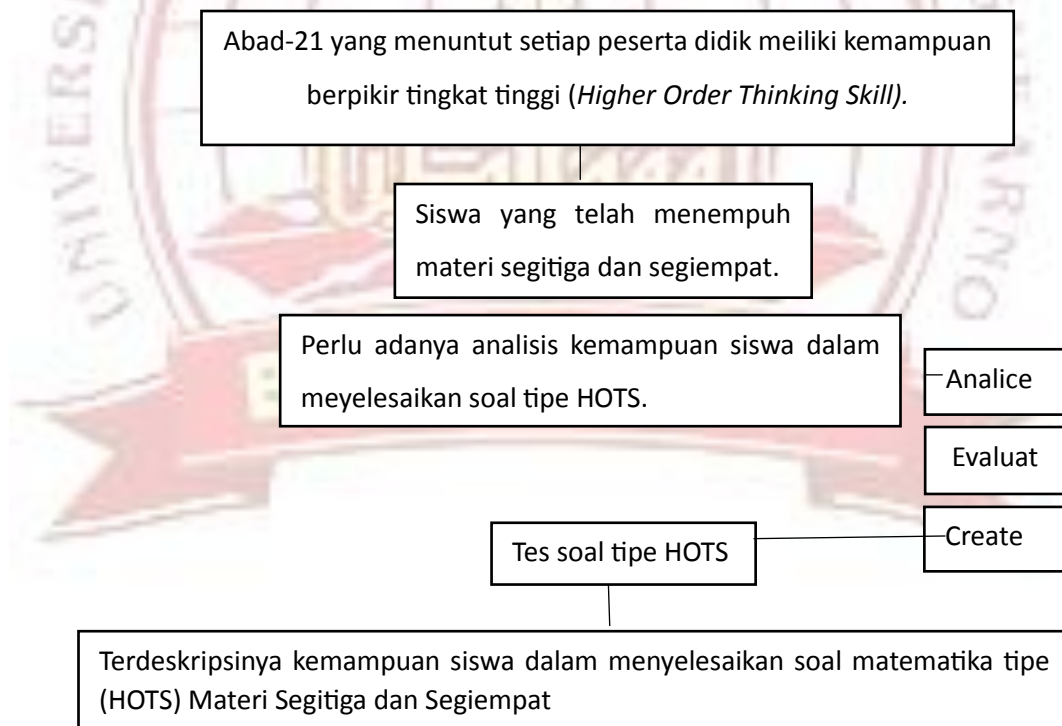 UNIVERS
ARNO
Abad-21 yang menuntut setiap peserta didik meiliki kemampuan
berpikir tingkat tinggi (Higher Order Thinking Skill).
Siswa yang telah menempuh
materi segitiga dan segiempat.
Perlu adanya analisis kemampuan siswa dalam
meyelesaikan soal tipe HOTS.
Analice
Evaluat
Create
Tes soal tipe HOTS
Terdeskripsinya kemampuan siswa dalam menyelesaikan soal matematika tipe
(HOTS) Materi Segitiga dan Segiempat